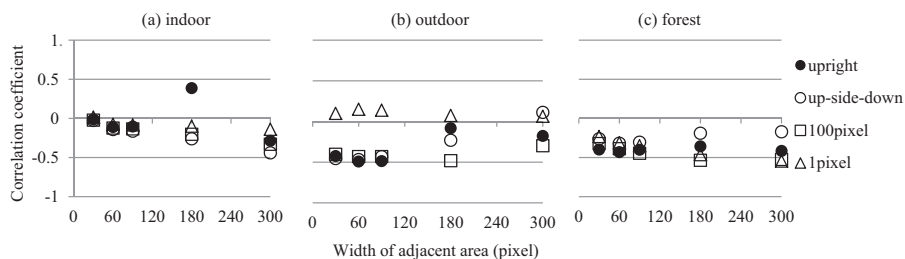 (a) indoor
(b) outdoor
(c) forest
Correlation coefficient
1.
0.5
0
-0.5
-1
0 60 120 180 240 300
0 60 120 180 240 300
0 60 120 180 240 300
Width of adjacent area (pixel)
upright
up-side-down
100pixel
1pixel